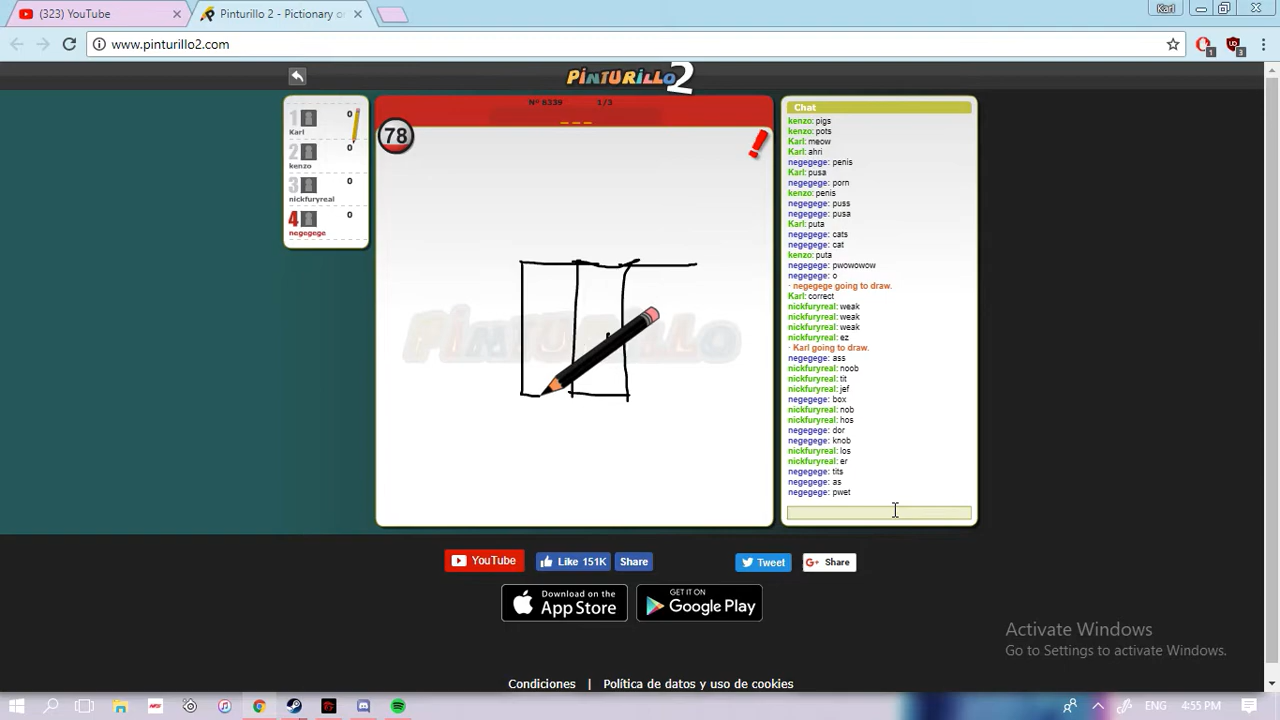 (323) YouTube
Pinturillo 2 - Pictionary o
Karl
www.pinturillo2.com
1
3
PiNTURiLLO 2
Nº 8339 1/3
_ _ _
78
1 0
Karl
2 0
kenzo
3 0
nickfuryreal
4 0
negegege
Pinturillo
Chat
kenzo: pigs
kenzo: pots
Karl: meow
Karl: ahri
negegege: penis
Karl: pusa
negegege: porn
kenzo: penis
negegege: puss
negegege: pusa
Karl: puta
negegege: cats
negegege: cat
kenzo: puta
negegege: pwowowow
negegege: o
- negegege going to draw.
Karl: correct
nickfuryreal: weak
nickfuryreal: weak
nickfuryreal: weak
nickfuryreal: ez
- Karl going to draw.
negegege: ass
nickfuryreal: noob
nickfuryreal: tit
nickfuryreal: jef
negegege: box
nickfuryreal: nob
nickfuryreal: hos
negegege: dor
negegege: knob
nickfuryreal: los
nickfuryreal: er
negegege: tits
negegege: as
negegege: pwet
YouTube
Like 151K
Share
Tweet
G+ Share
Download on the
App Store
GET IT ON
Google Play
Activate Windows
Go to Settings to activate Windows.
Condiciones | Política de datos y uso de cookies
ENG 4:55 PM